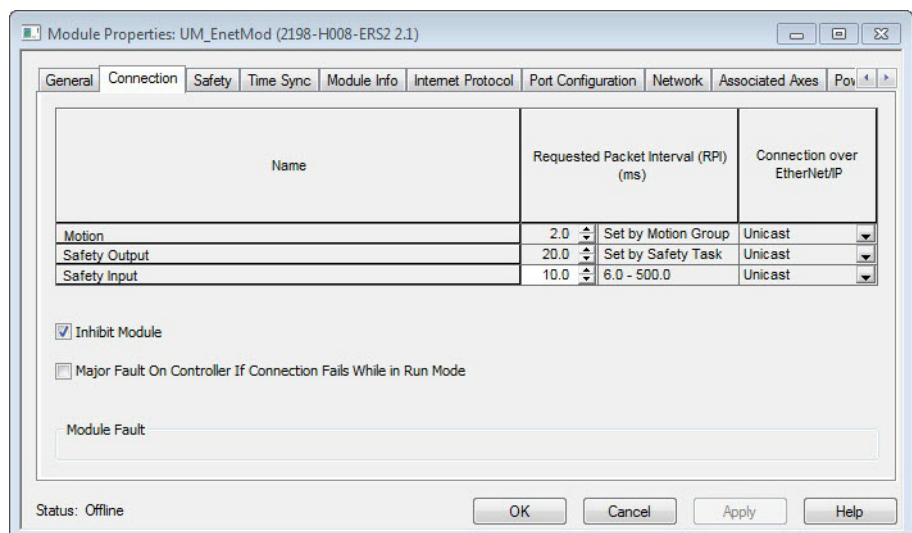 Module Properties: UM_EnetMod (2198-H008-ERS2 2.1)
General Connection Safety Time Sync Module Info Internet Protocol Port Configuration Network Associated Axes Pov
Name Requested Packet Interval (RPI) (ms) Connection over EtherNet/IP
Motion 2.0 Set by Motion Group Unicast
Safety Output 20.0 Set by Safety Task Unicast
Safety Input 10.0 6.0 - 500.0 Unicast
Inhibit Module
Major Fault On Controller If Connection Fails While in Run Mode
Module Fault
Status: Offline OK Cancel Apply Help